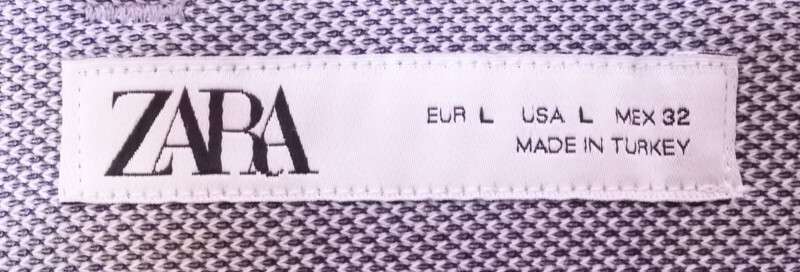 ZARA
EUR L USA L MEX 32
MADE IN TURKEY